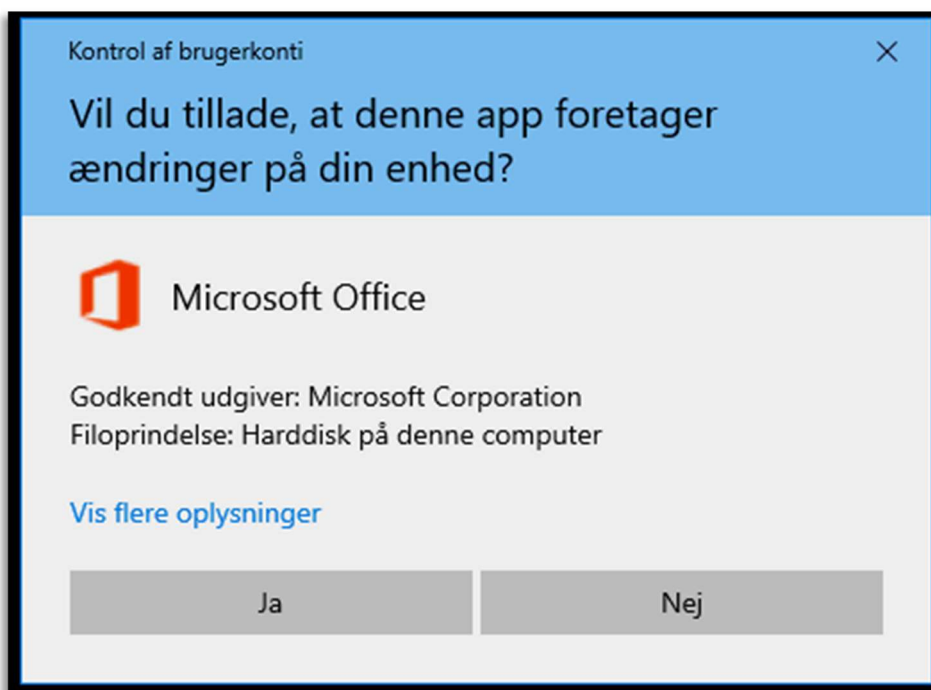 Kontrol af brugerkonti
Vil du tillade, at denne app foretager
ændringer på din enhed?
Microsoft Office
Godkendt udgiver: Microsoft Corporation
Filoprindelse: Harddisk på denne computer
Vis flere oplysninger
Ja
Nej